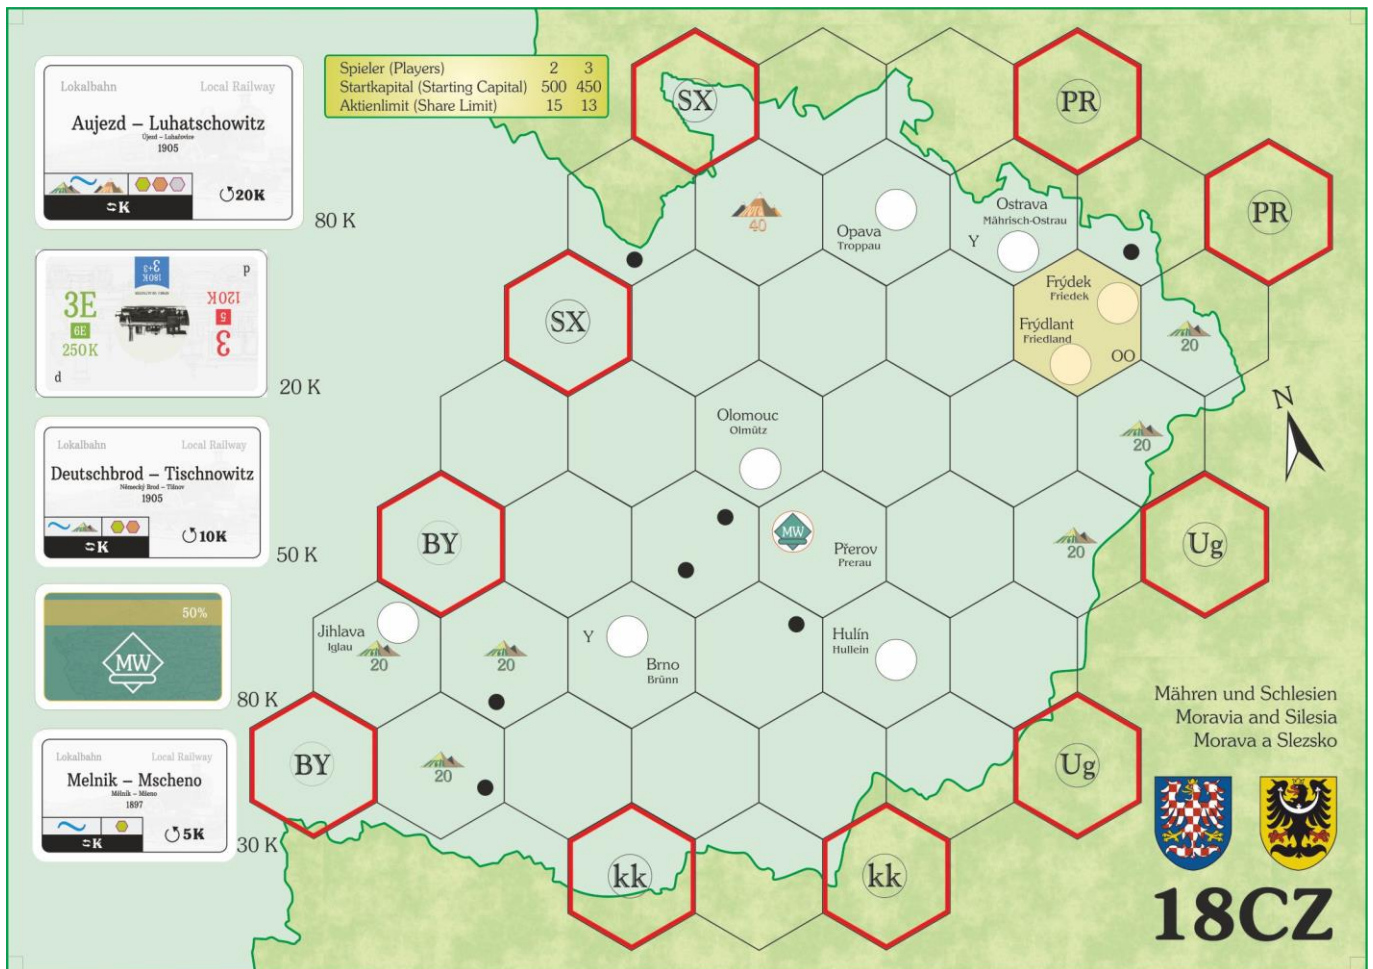 Spieler (Players) 2 3
Startkapital (Starting Capital) 500 450
Aktienlimit (Share Limit) 15 13
Lokalbahn Local Railway
Aujezd – Luhatschowitz
Újezd – Luhačovice
1905
20K
K
80 K
3+3
180K
d
3E
6E
250K
120K
5
3
d
20 K
Lokalbahn Local Railway
Deutschbrod – Tischnowitz
Německý Brod – Tišnov
1905
10K
K
50 K
50%
MW
80 K
Lokalbahn Local Railway
Melnik – Mscheno
Mělník – Mšeno
1897
5K
K
30 K
SX
PR
PR
40
Opava
Troppau
Ostrava
Mährisch-Ostrau
Y
SX
Frýdek
Friedek
Frýdlant
Friedland
OO
20
Olomouc
Olmütz
20
N
BY
MW
Přerov
Prerau
20
Ug
Jihlava
Iglau
20
20
Y
Brno
Brünn
Hulín
Hullein
BY
20
Ug
kk
kk
Mähren und Schlesien
Moravia and Silesia
Morava a Slezsko
18CZ